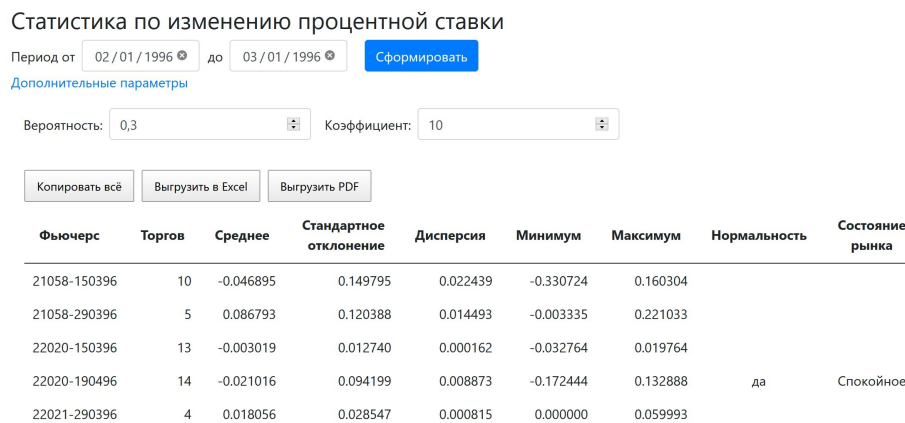 Статистика по изменению процентной ставки
Период от 02/01/1996 до 03/01/1996 Сформировать
Дополнительные параметры
Вероятность: 0,3 Коэффициент: 10
Копировать всё Выгрузить в Excel Выгрузить PDF
Фьючерс Торгов Среднее Стандартное отклонение Дисперсия Минимум Максимум Нормальность Состояние рынка
21058-150396 10 -0.046895 0.149795 0.022439 -0.330724 0.160304
21058-290396 5 0.086793 0.120388 0.014493 -0.003335 0.221033
22020-150396 13 -0.003019 0.012740 0.000162 -0.032764 0.019764
22020-190496 14 -0.021016 0.094199 0.008873 -0.172444 0.132888 да Спокойное
22021-290396 4 0.018056 0.028547 0.000815 0.000000 0.059993